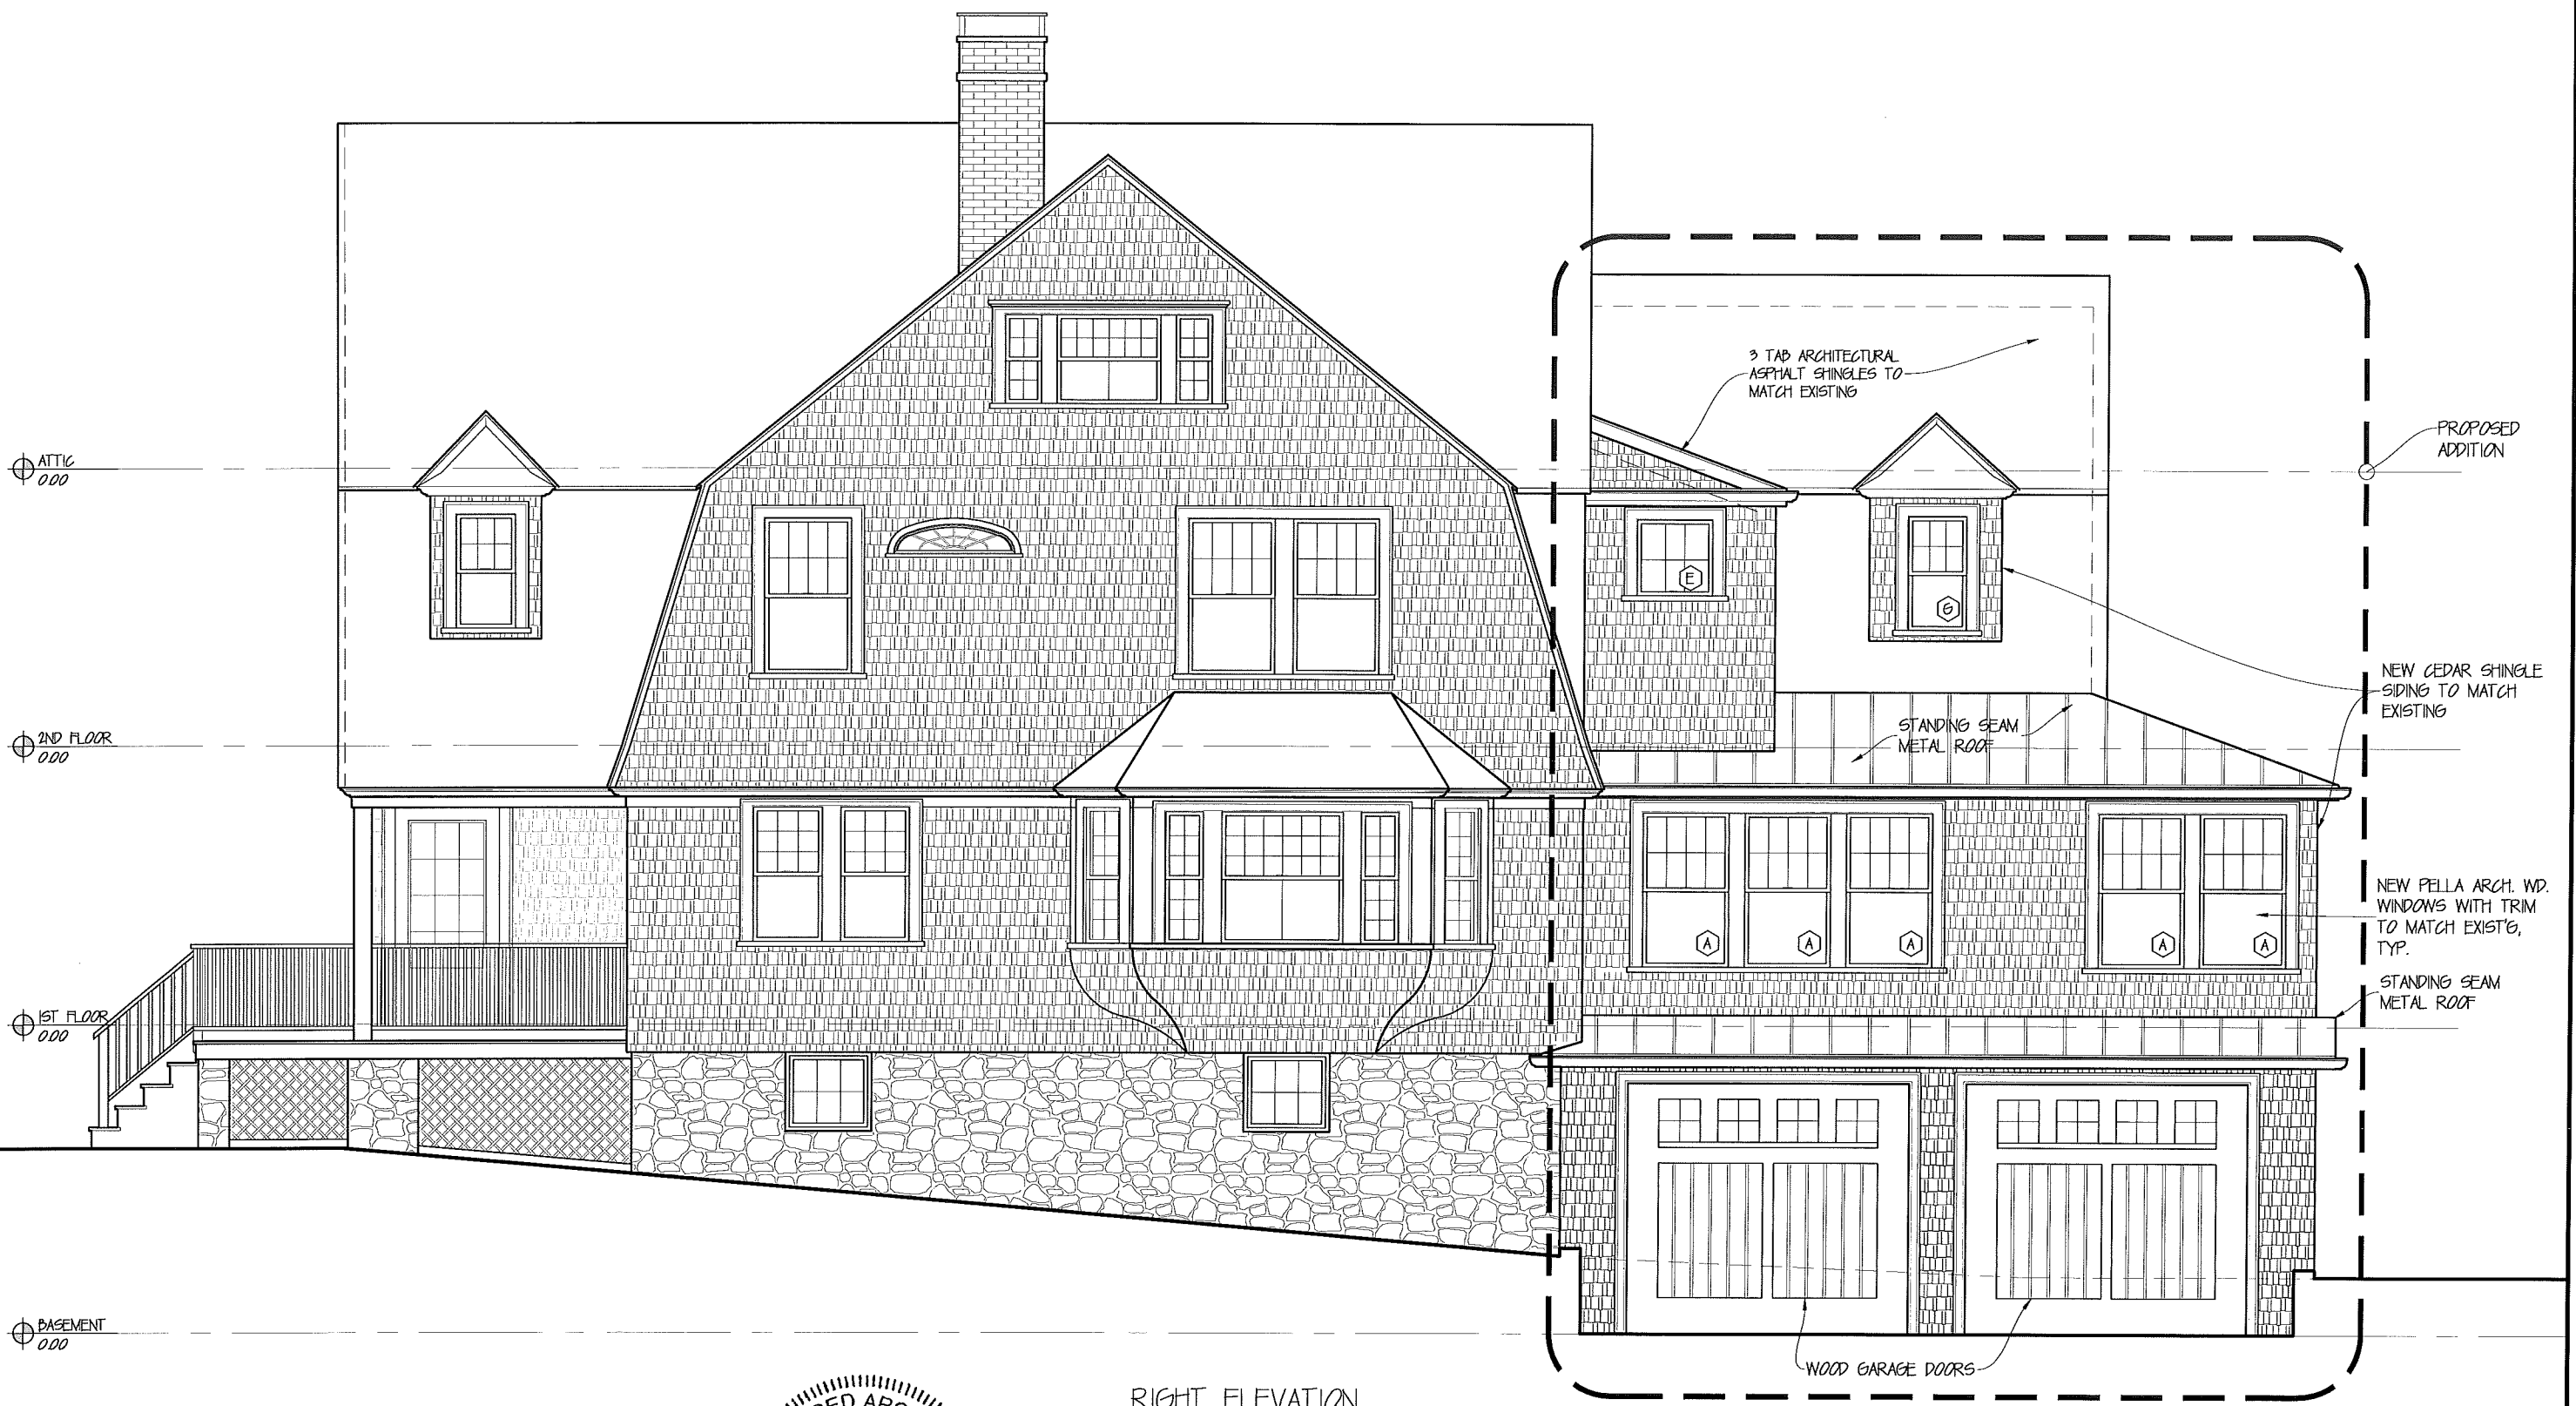 3 TAB ARCHITECTURAL
ASPHALT SHINGLES TO
MATCH EXISTING
PROPOSED
ADDITION
ATTIC
0.00
E
G
NEW CEDAR SHINGLE
SIDING TO MATCH
EXISTING
2ND FLOOR
0.00
STANDING SEAM
METAL ROOF
NEW PELLA ARCH. WD.
WINDOWS WITH TRIM
TO MATCH EXIST'G,
TYP.
A
A
A
A
A
STANDING SEAM
METAL ROOF
1ST FLOOR
0.00
BASEMENT
0.00
WOOD GARAGE DOORS
RIGHT ELEVATION